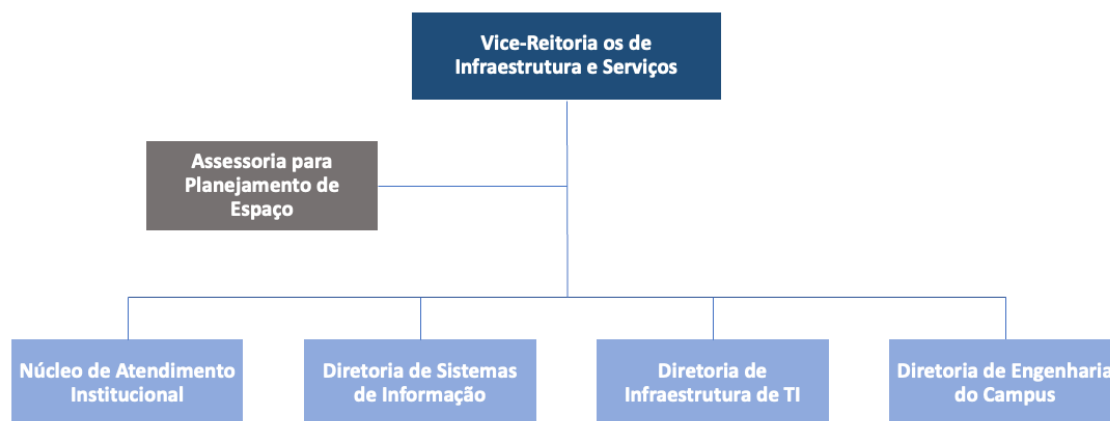 Vice-Reitoria os de
Infraestrutura e Serviços
Assessoria para
Planejamento de
Espaço
Núcleo de Atendimento
Institucional
Diretoria de Sistemas
de Informação
Diretoria de
Infraestrutura de TI
Diretoria de Engenharia
do Campus